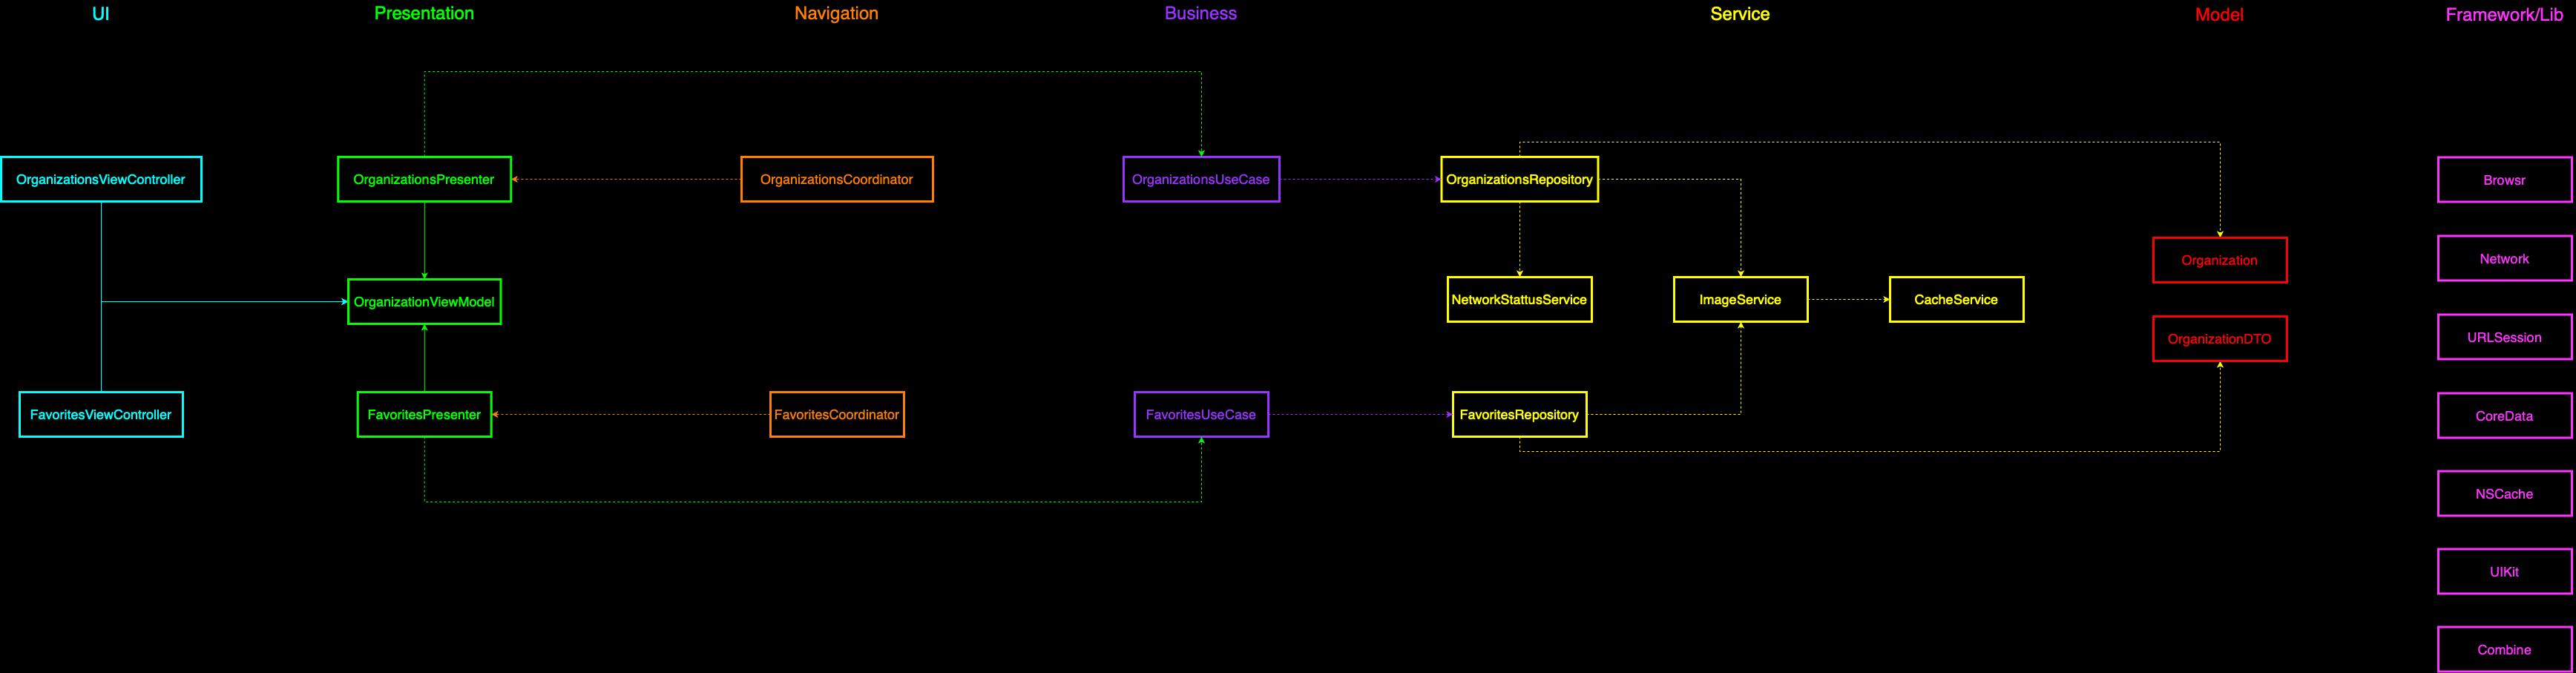 UI
Presentation
Navigation
Business
Service
Model
Framework/Lib
OrganizationsViewController
OrganizationsPresenter
OrganizationsCoordinator
OrganizationsUseCase
OrganizationsRepository
Browsr
Organization
Network
OrganizationViewModel
NetworkStattusService
ImageService
CacheService
OrganizationDTO
URLSession
FavoritesViewController
FavoritesPresenter
FavoritesCoordinator
FavoritesUseCase
FavoritesRepository
CoreData
NSCache
UIKit
Combine